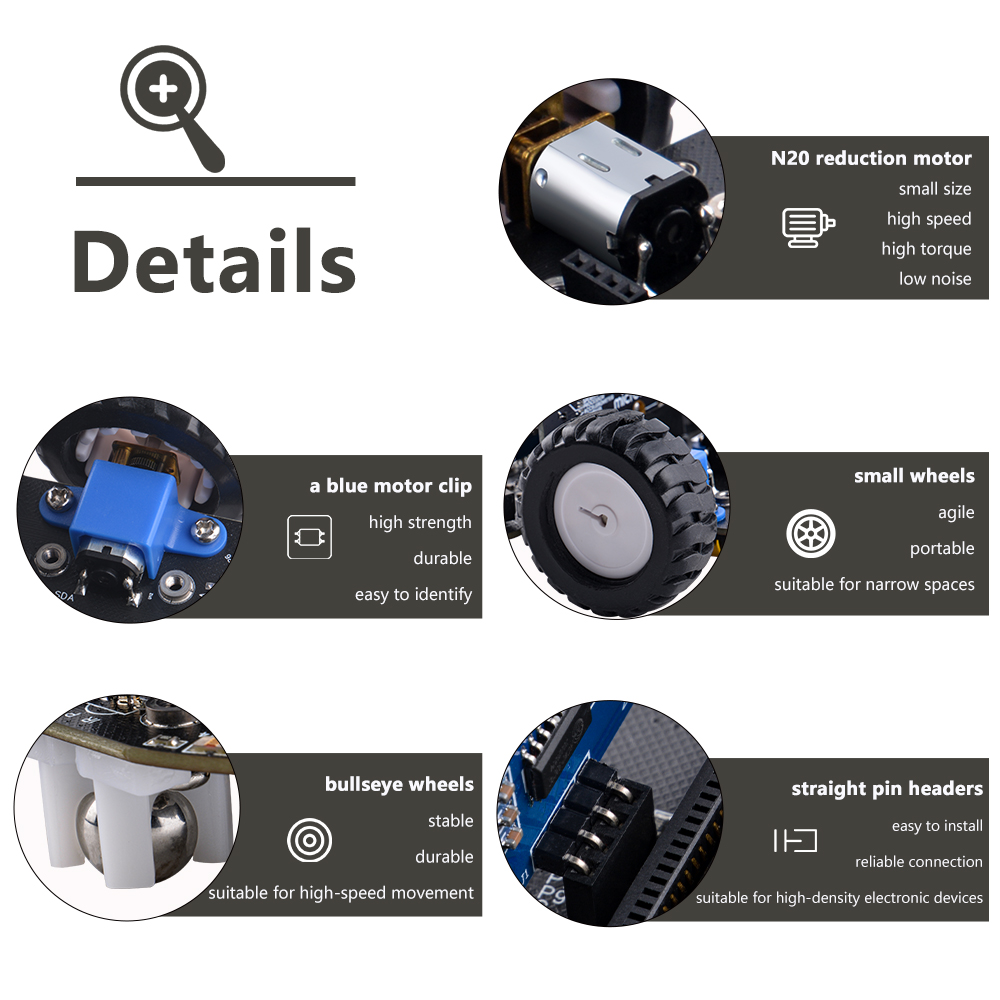 Details
N20 reduction motor
small size
high speed
high torque
low noise
a blue motor clip
high strength
durable
easy to identify
SDA
small wheels
agile
portable
suitable for narrow spaces
bullseye wheels
stable
durable
suitable for high-speed movement
straight pin headers
easy to install
reliable connection
suitable for high-density electronic devices